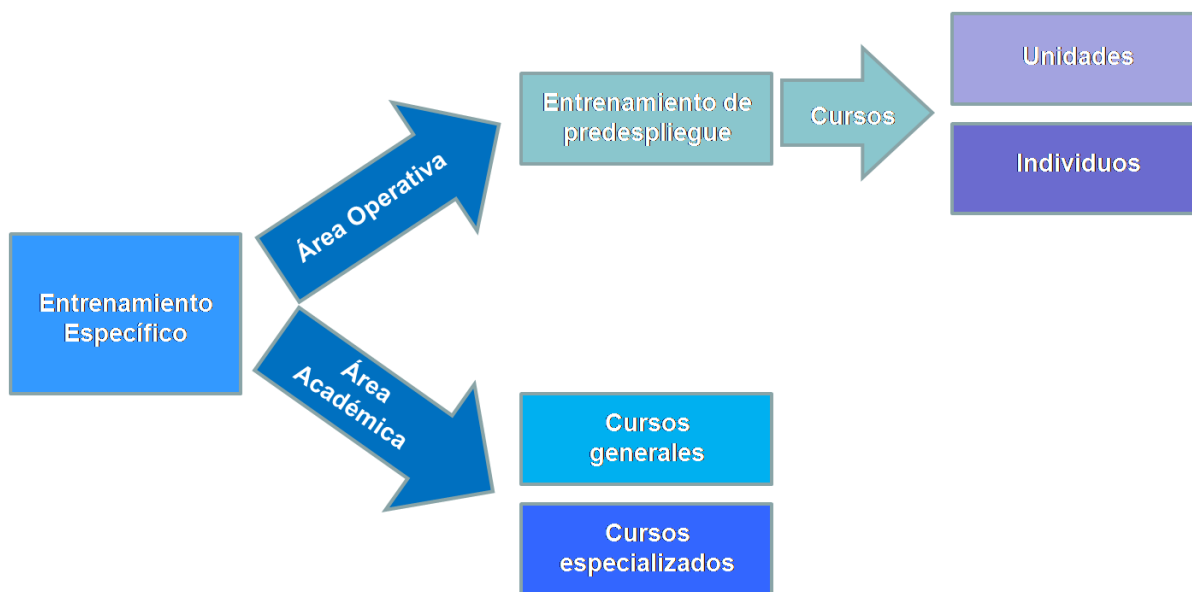 Unidades
Entrenamiento de
predespliegue
Cursos
Individuos
Área Operativa
Entrenamiento
Específico
Área
Académica
Cursos
generales
Cursos
especializados